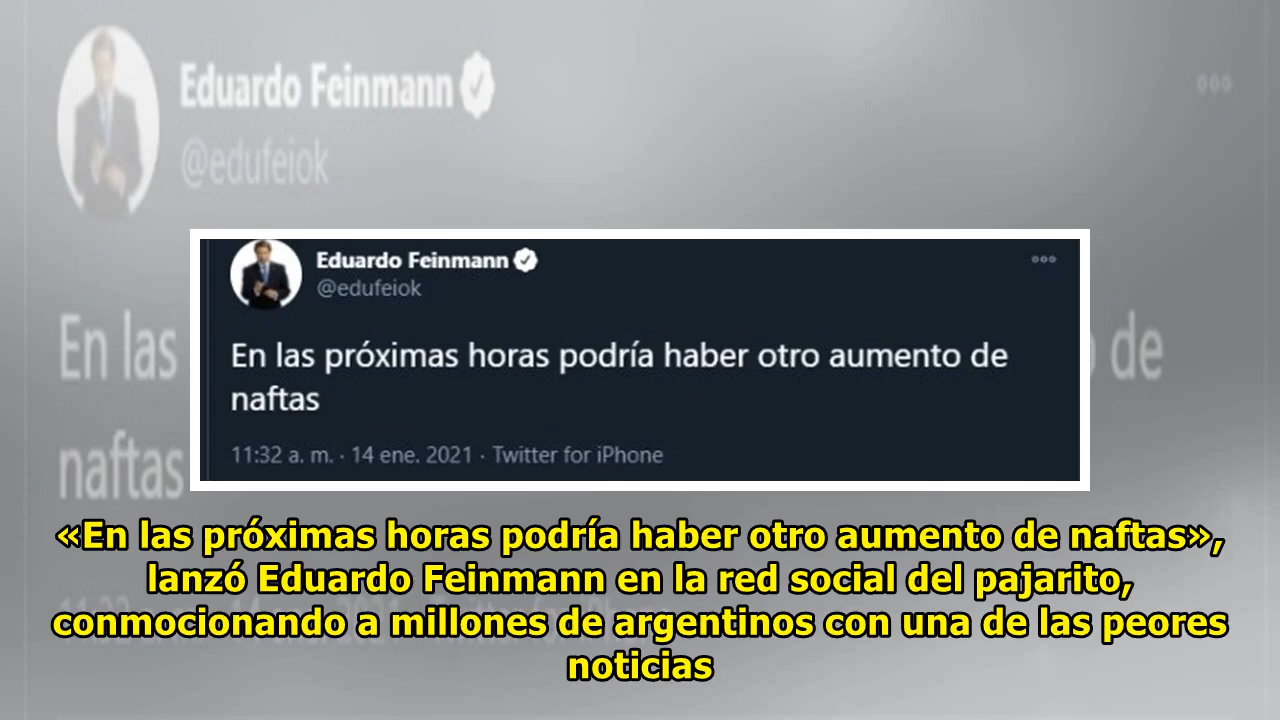 Eduardo Feinmann
@edufeiok
En las
de
naftas
Eduardo Feinmann
@edufeiok
En las próximas horas podría haber otro aumento de
naftas
11:32 a. m. · 14 ene. 2021 · Twitter for iPhone
«En las próximas horas podría haber otro aumento de naftas»,
lanzó Eduardo Feinmann en la red social del pajarito,
conmocionando a millones de argentinos con una de las peores
noticias